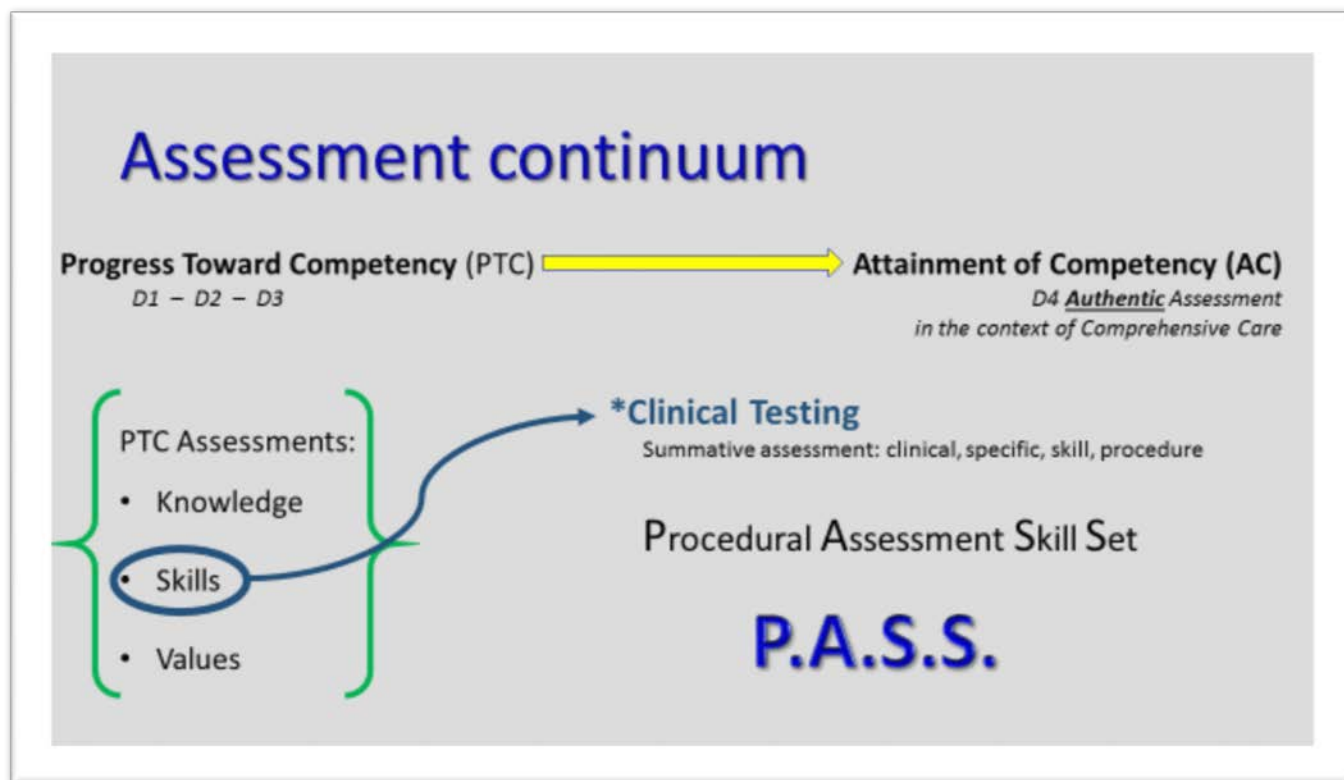 Assessment continuum
Progress Toward Competency (PTC)
D1 – D2 – D3
Attainment of Competency (AC)
D4 Authentic Assessment
in the context of Comprehensive Care
PTC Assessments:
• Knowledge
• Skills
• Values
*Clinical Testing
Summative assessment: clinical, specific, skill, procedure
Procedural Assessment Skill Set
P.A.S.S.